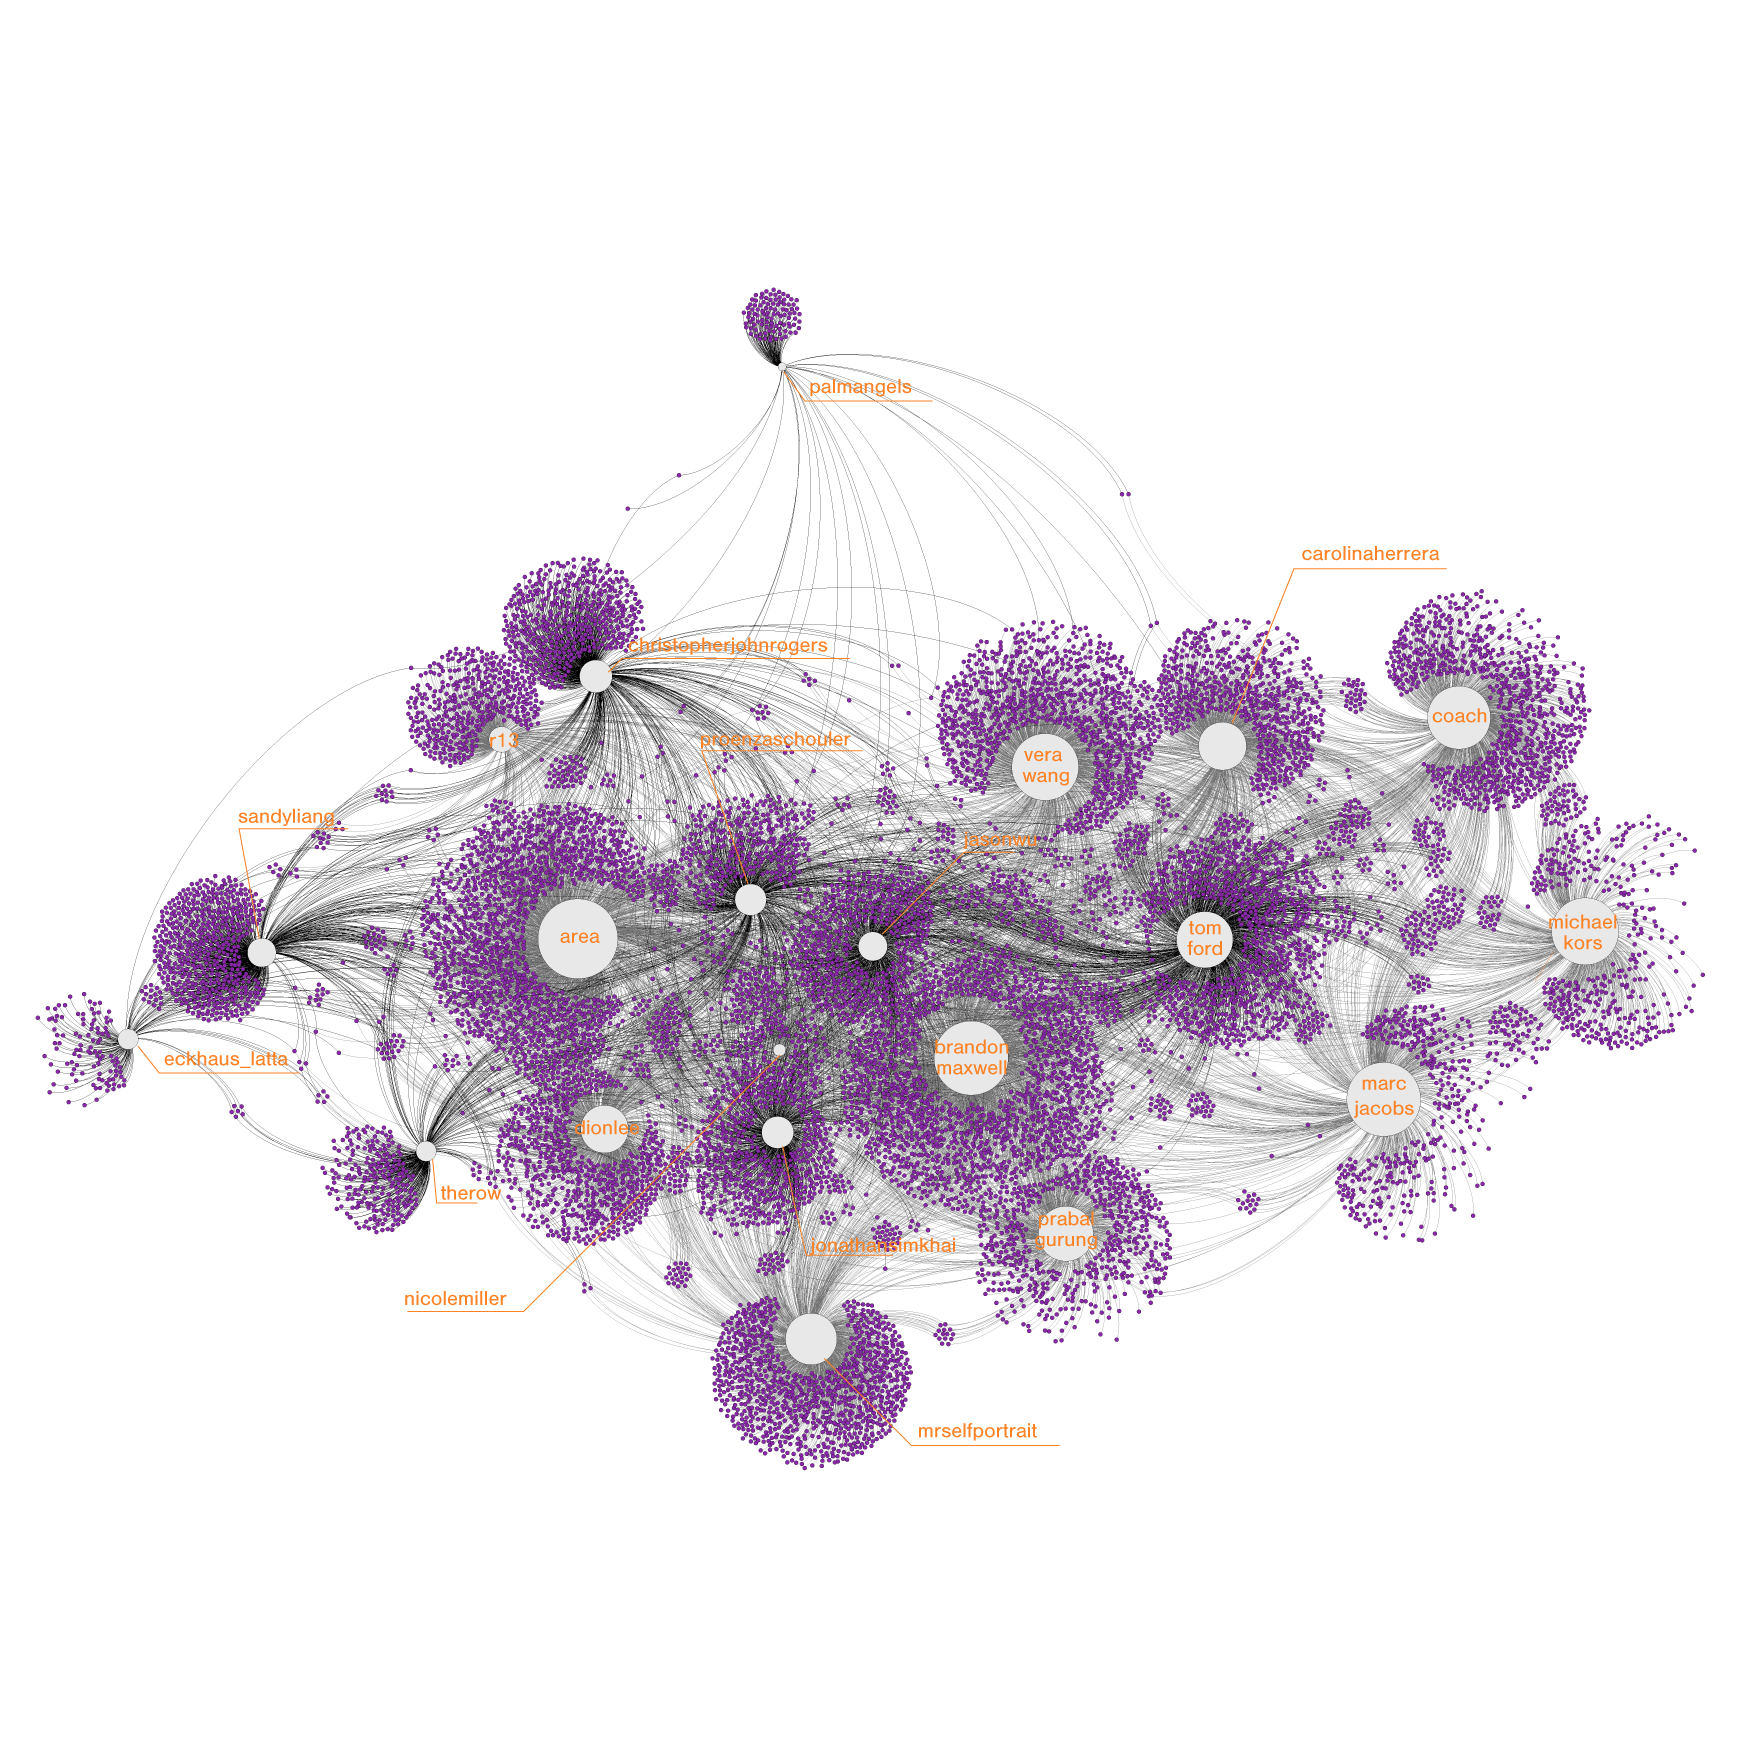 palmangels
carolinaherrera
christopherjohnrogers
coach
r13
proenzaschouler
vera
wang
sandyliang
jasonwu
michael
kors
tom
ford
area
brandon
maxwell
eckhaus_latta
marc
jacobs
dionlee
therow
prabal
gurung
jonathansimkhai
nicolemiller
mrselfportrait